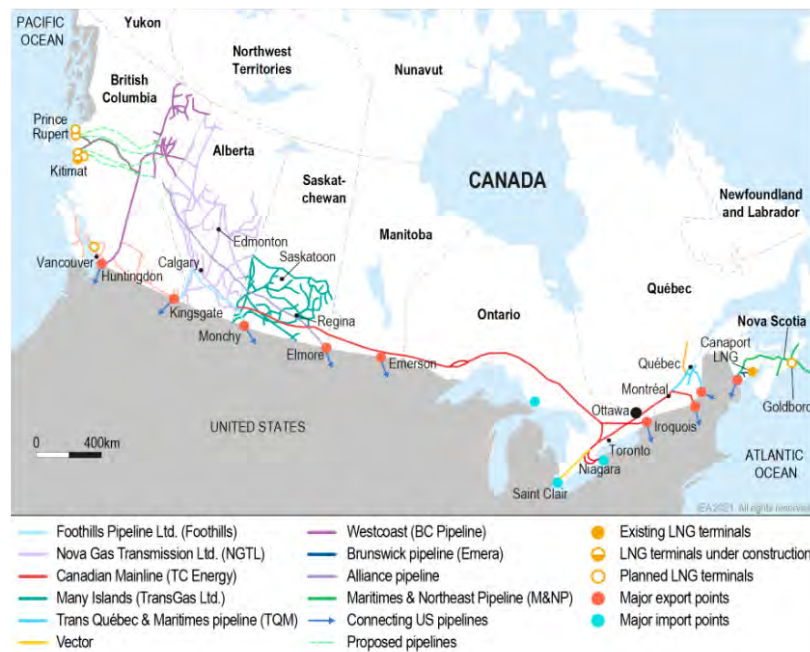 PACIFIC
OCEAN
Yukon
Northwest
Territories
Nunavut
British
Columbia
Prince
Rupert
Kitimat
Alberta
Saskat-
chewan
CANADA
Newfoundland
and Labrador
Manitoba
Edmonton
Saskatoon
Calgary
Vancouver
Huntingdon
Ontario
Québec
Kingsgate
Regina
Monchy
Elmore
Emerson
Nova Scotia
Canaport
LNG
Québec
Montréal
Goldboro
Ottawa
Iroquois
UNITED STATES
Toronto
Niagara
Saint Clair
ATLANTIC
OCEAN
0 400km
IEA 2021. All rights reserved.
Foothills Pipeline Ltd. (Foothills)
Nova Gas Transmission Ltd. (NGTL)
Canadian Mainline (TC Energy)
Many Islands (TransGas Ltd.)
Trans Québec & Maritimes pipeline (TQM)
Vector
Westcoast (BC Pipeline)
Brunswick pipeline (Emera)
Alliance pipeline
Maritimes & Northeast Pipeline (M&NP)
Connecting US pipelines
Proposed pipelines
Existing LNG terminals
LNG terminals under construction
Planned LNG terminals
Major export points
Major import points